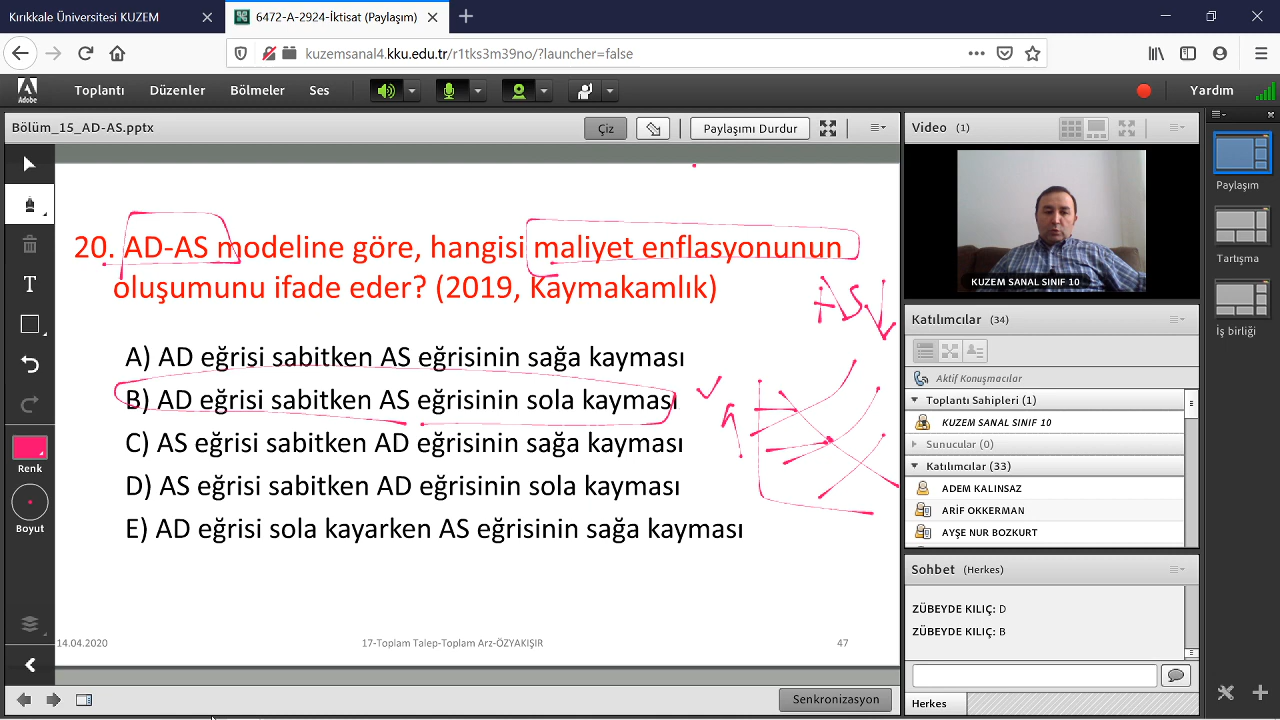 Kırıkkale Üniversitesi KUZEM
6472-A-2924-İktisat (Paylaşım)
kuzemsanal4.kku.edu.tr/r1tks3m39no/?launcher=false
Adobe
Toplantı
Düzenler
Bölmeler
Ses
Yardım
Bölüm_15_AD-AS.pptx
Çiz
Paylaşımı Durdur
20. AD-AS modeline göre, hangisi maliyet enflasyonunun
oluşumunu ifade eder? (2019, Kaymakamlık)
AS
A) AD eğrisi sabitken AS eğrisinin sağa kayması
B) AD eğrisi sabitken AS eğrisinin sola kayması
C) AS eğrisi sabitken AD eğrisinin sağa kayması
D) AS eğrisi sabitken AD eğrisinin sola kayması
E) AD eğrisi sola kayarken AS eğrisinin sağa kayması
14.04.2020
17-Toplam Talep-Toplam Arz-ÖZYAKIŞIR
47
T
Renk
Boyut
Senkronizasyon
Video (1)
KUZEM SANAL SINIF 10
Katılımcılar (34)
Aktif Konuşmacılar
Toplantı Sahipleri (1)
KUZEM SANAL SINIF 10
Sunucular (0)
Katılımcılar (33)
ADEM KALINSAZ
ARİF OKKERMAN
AYŞE NUR BOZKURT
Sohbet (Herkes)
ZÜBEYDE KILIÇ: D
ZÜBEYDE KILIÇ: B
Herkes
Paylaşım
Tartışma
İş birliği